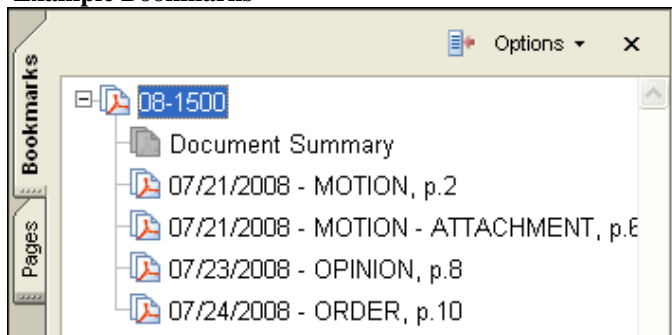 Example Bookmarks
Options
Bookmarks
Pages
08-1500
Document Summary
07/21/2008 - MOTION, p.2
07/21/2008 - MOTION - ATTACHMENT,
07/23/2008 - OPINION, p.8
07/24/2008 - ORDER, p.10